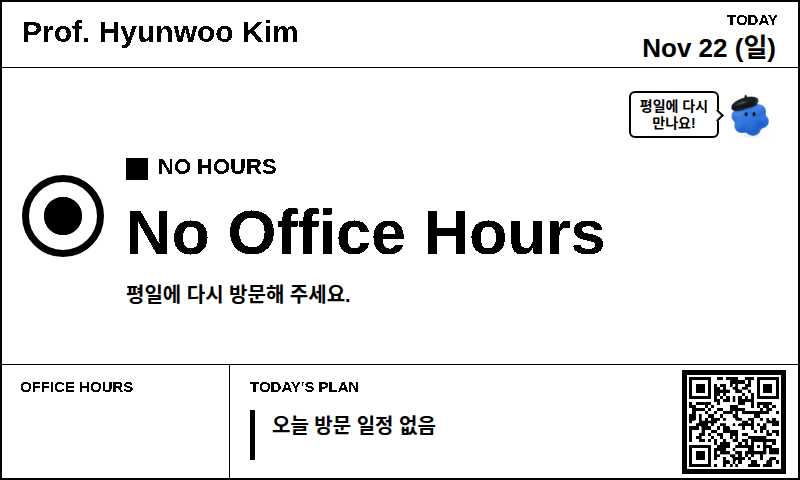 Prof. Hyunwoo Kim
TODAY
Nov 22 (일)
평일에 다시
만나요!
NO HOURS
No Office Hours
평일에 다시 방문해 주세요.
OFFICE HOURS
TODAY'S PLAN
오늘 방문 일정 없음